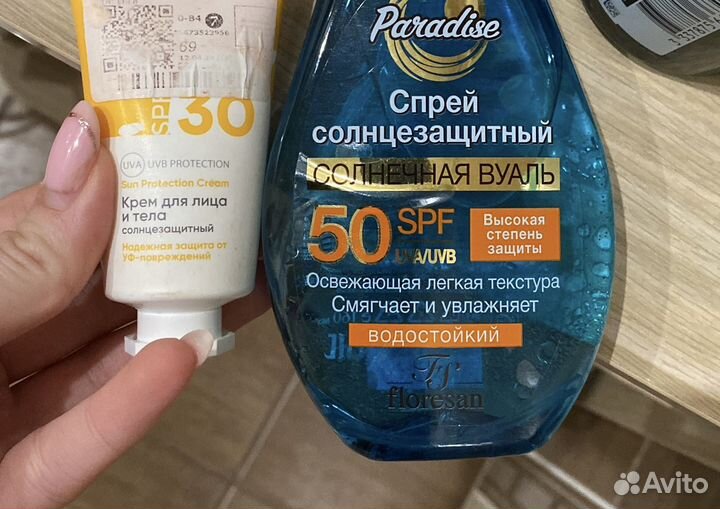 69
SPF 30
UVA UVB PROTECTION
Sun Protection Cream
Крем для лица
и тела
солнцезащитный
Надежная защита от
УФ-повреждений
Paradise
Спрей
солнцезащитный
СОЛНЕЧНАЯ ВУАЛЬ
50 SPF
UVA/UVB
Высокая
степень
защиты
Освежающая легкая текстура
Смягчает и увлажняет
ВОДОСТОЙКИЙ
floresan
Avito